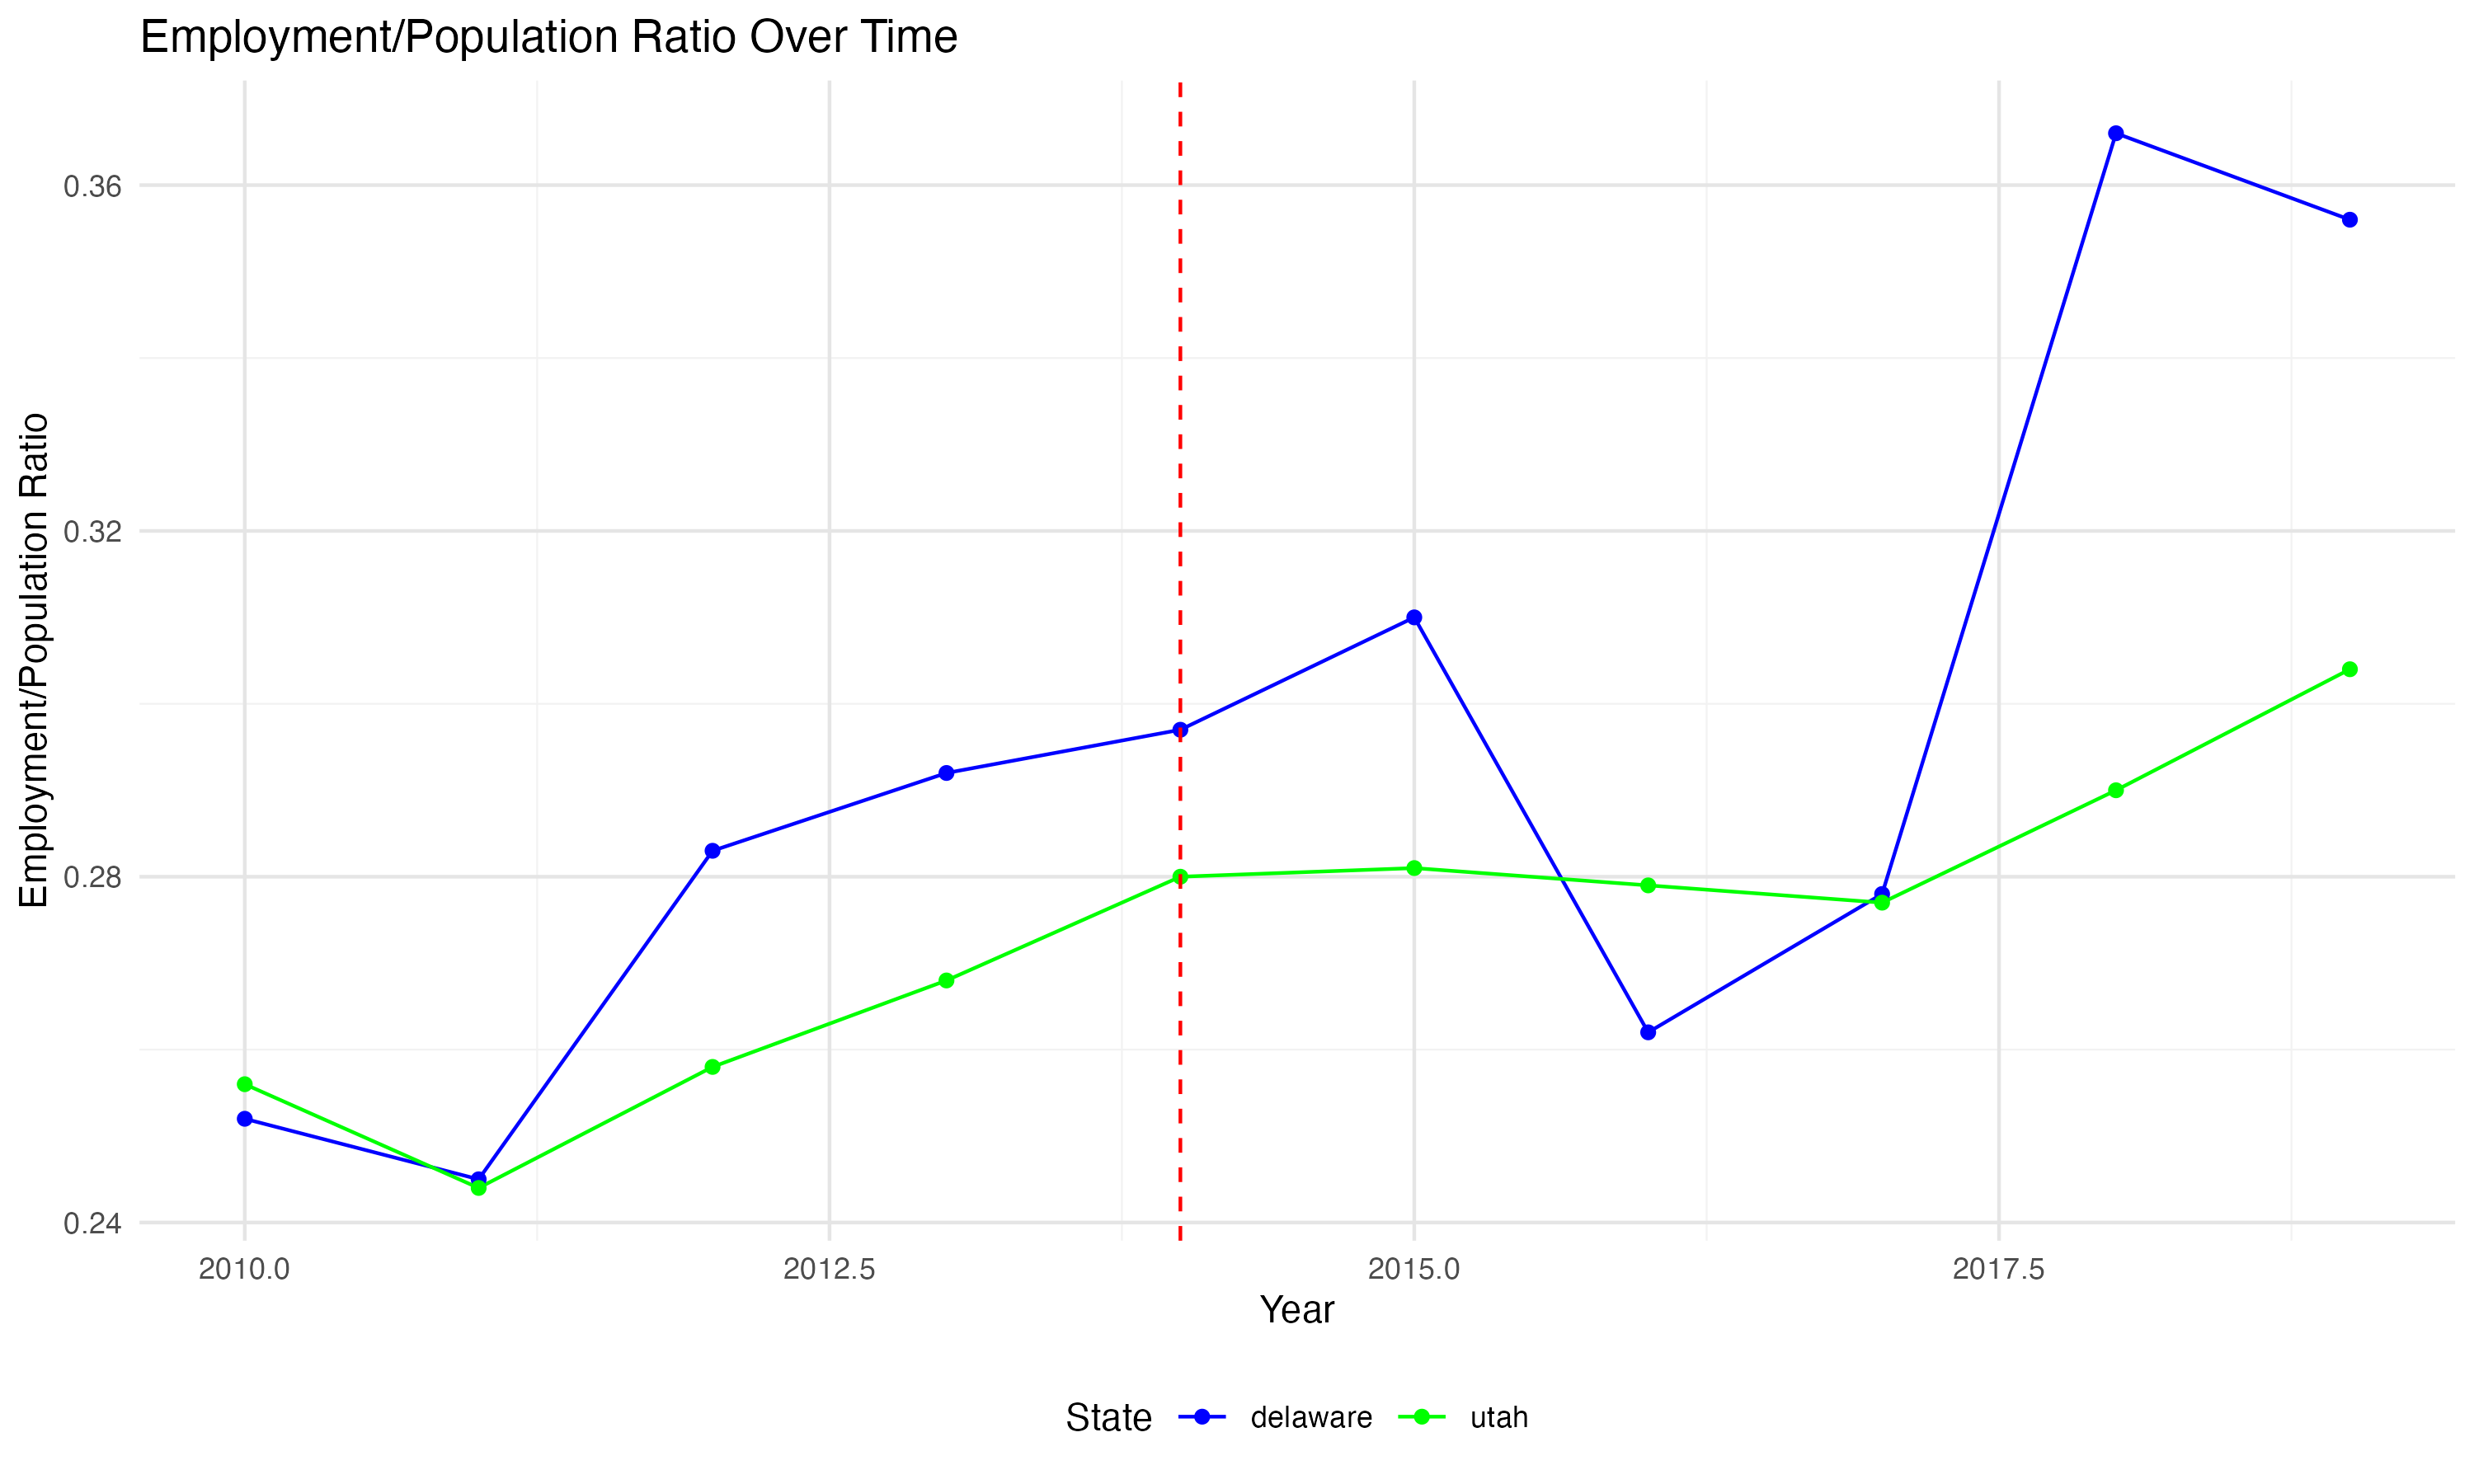 Employment/Population Ratio Over Time
Employment/Population Ratio
0.36
0.32
0.28
0.24
2010.0 2012.5 2015.0 2017.5
Year
State delaware utah